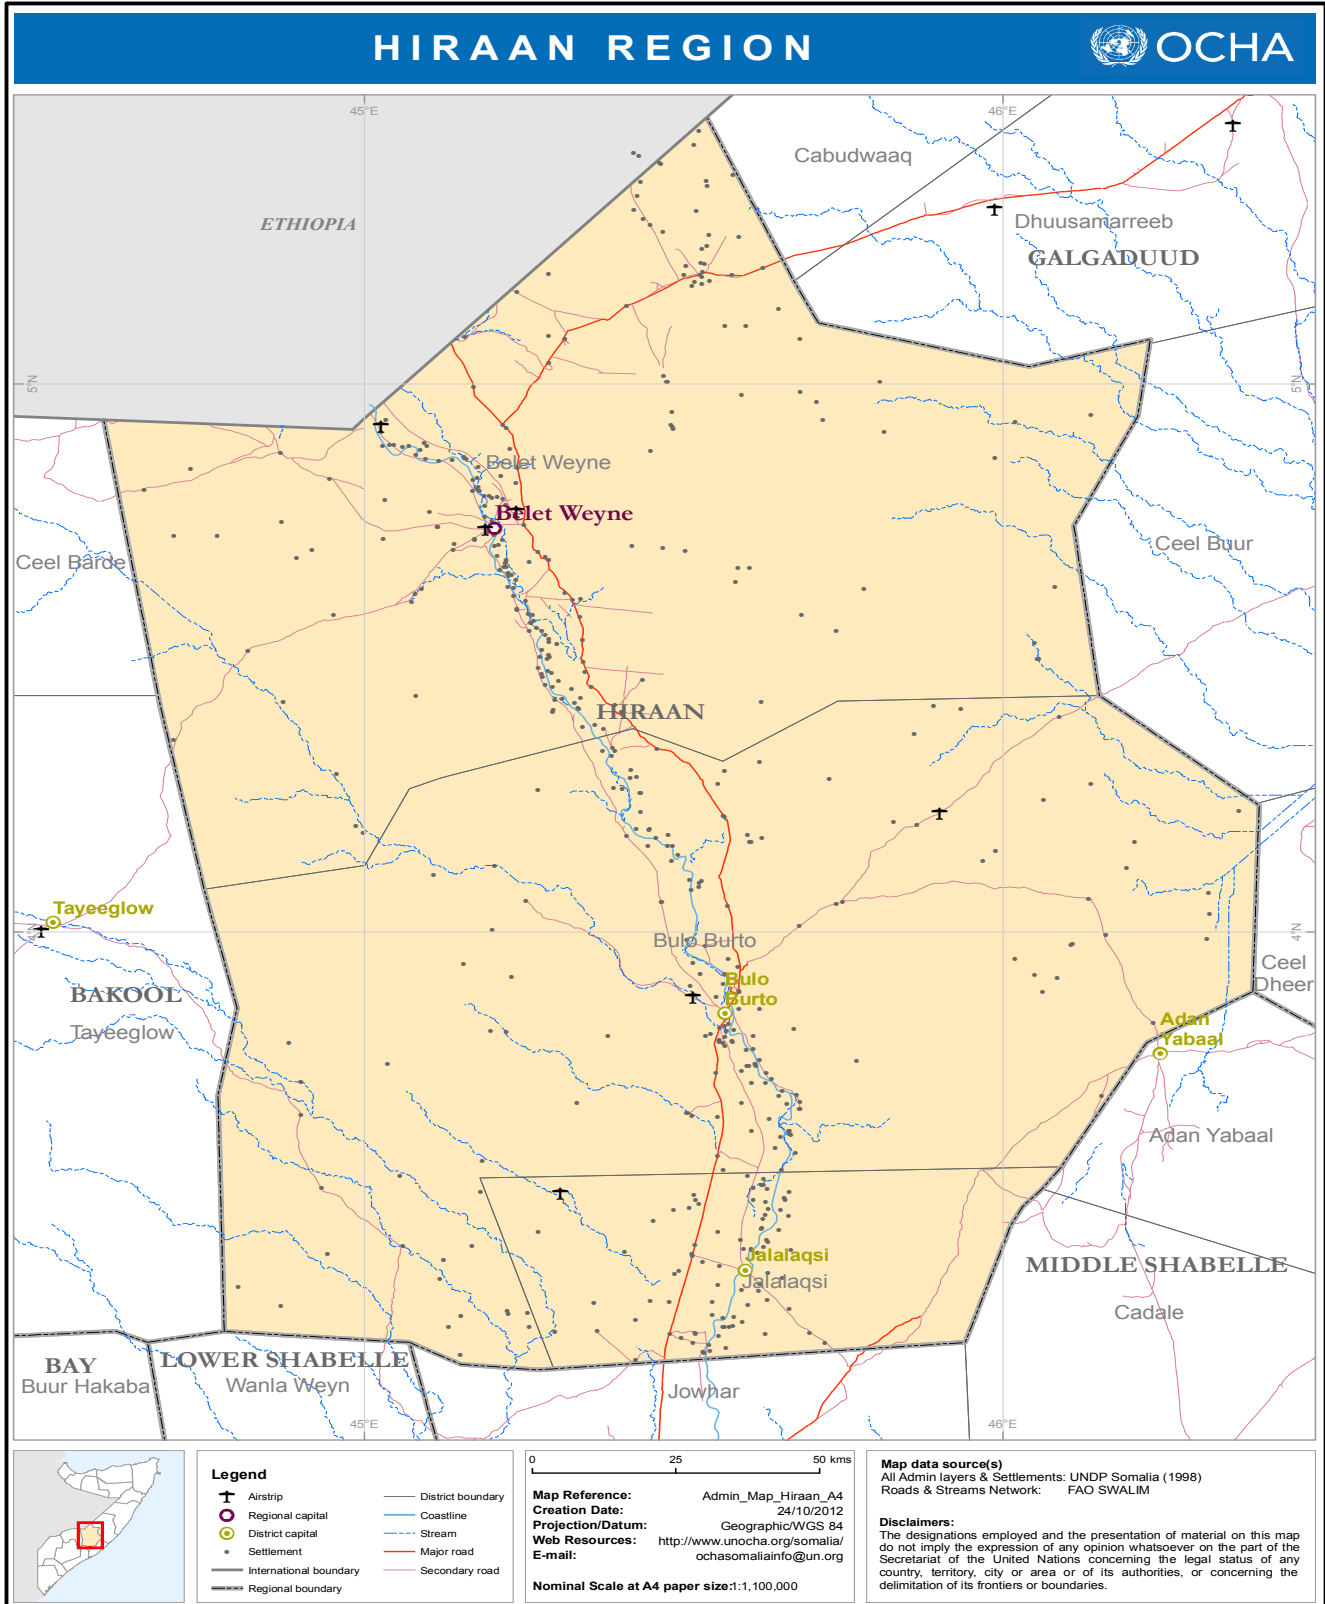 HIRAAN REGION
OCHA
45°E
46°E
Cabudwaaq
ETHIOPIA
Dhuusamarreeb
GALGADUUD
5°N
5°N
Belet Weyne
Belet Weyne
Ceel Barde
Ceel Buur
HIRAAN
Tayeeglow
4°N
4°N
Bulo Burto
Ceel
Dheer
Bulo
Burto
BAKOOL
Tayeeglow
Adan
Yabaal
Adan Yabaal
Jalalaqsi
Jalalaqsi
MIDDLE SHABELLE
Cadale
BAY
Buur Hakaba
LOWER SHABELLE
Wanla Weyn
Jowhar
45°E
46°E
Legend
Airstrip
Regional capital
District capital
Settlement
International boundary
Regional boundary
District boundary
Coastline
Stream
Major road
Secondary road
0 25 50 kms
Map Reference: Admin_Map_Hiraan_A4
Creation Date: 24/10/2012
Projection/Datum: Geographic/WGS 84
Web Resources: http://www.unocha.org/somalia/
E-mail: ochasomaliainfo@un.org
Nominal Scale at A4 paper size:1:1,100,000
Map data source(s)
All Admin layers & Settlements: UNDP Somalia (1998)
Roads & Streams Network: FAO SWALIM
Disclaimers:
The designations employed and the presentation of material on this map
do not imply the expression of any opinion whatsoever on the part of the
Secretariat of the United Nations concerning the legal status of any
country, territory, city or area or of its authorities, or concerning the
delimitation of its frontiers or boundaries.